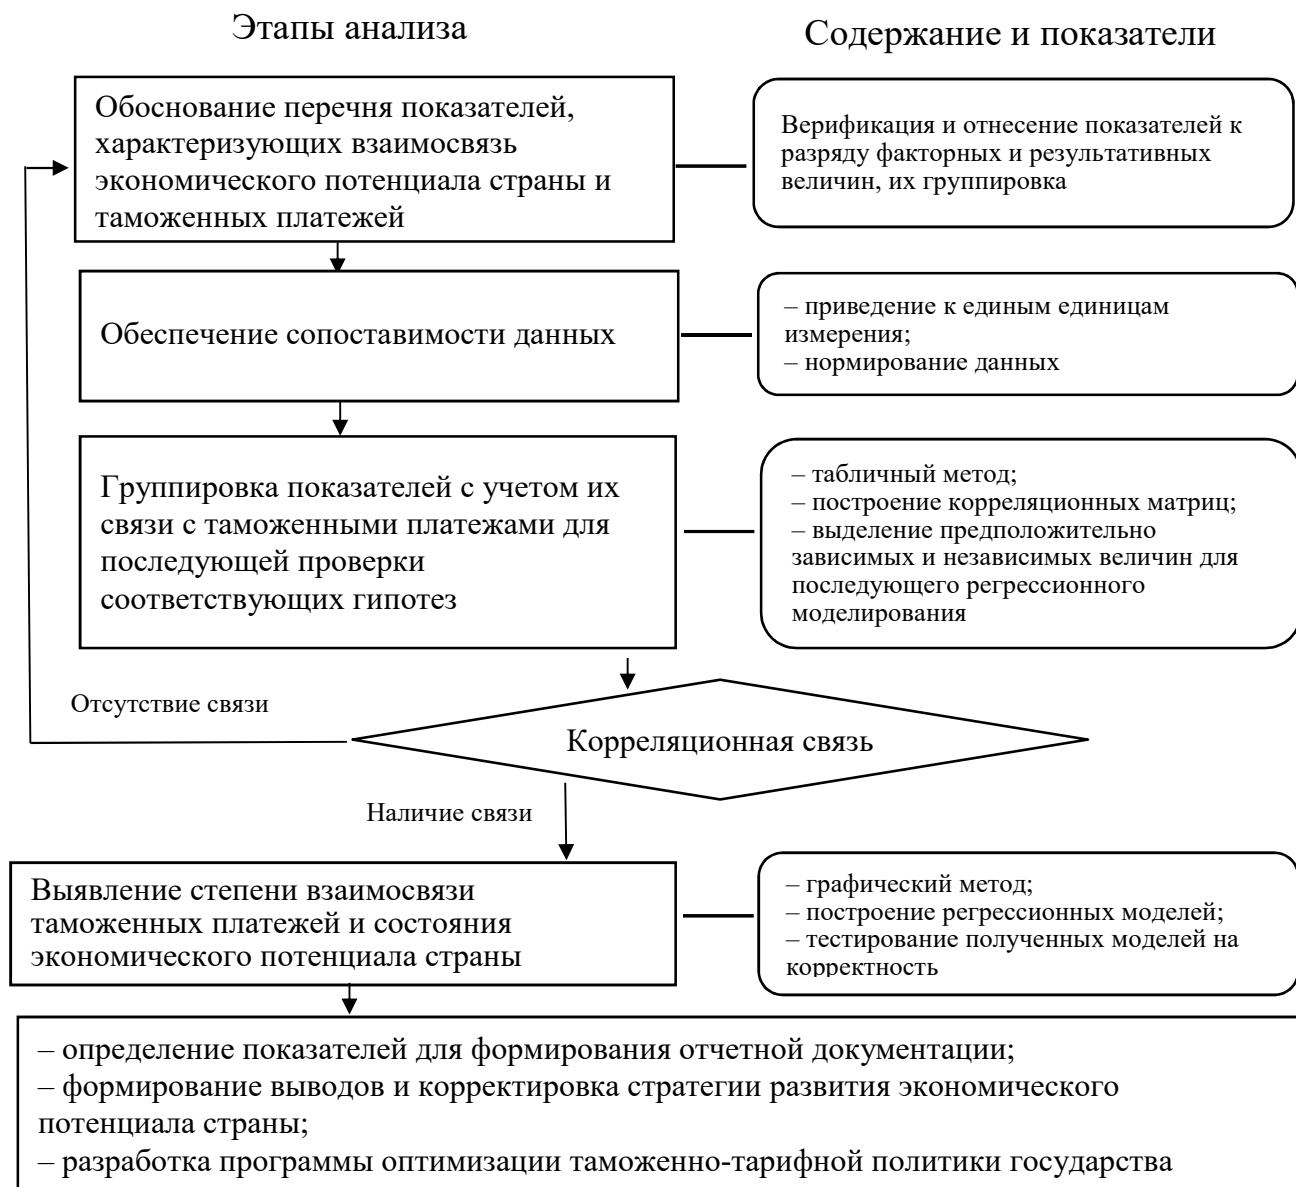 Этапы анализа
Содержание и показатели
Обоснование перечня показателей,
характеризующих взаимосвязь
экономического потенциала страны и
таможенных платежей
Верификация и отнесение показателей к
разряду факторных и результативных
величин, их группировка
Обеспечение сопоставимости данных
– приведение к единым единицам
измерения;
– нормирование данных
Группировка показателей с учетом их
связи с таможенными платежами для
последующей проверки
соответствующих гипотез
– табличный метод;
– построение корреляционных матриц;
– выделение предположительно
зависимых и независимых величин для
последующего регрессионного
моделирования
Отсутствие связи
Корреляционная связь
Наличие связи
Выявление степени взаимосвязи
таможенных платежей и состояния
экономического потенциала страны
– графический метод;
– построение регрессионных моделей;
– тестирование полученных моделей на
корректность
– определение показателей для формирования отчетной документации;
– формирование выводов и корректировка стратегии развития экономического
потенциала страны;
– разработка программы оптимизации таможенно-тарифной политики государства